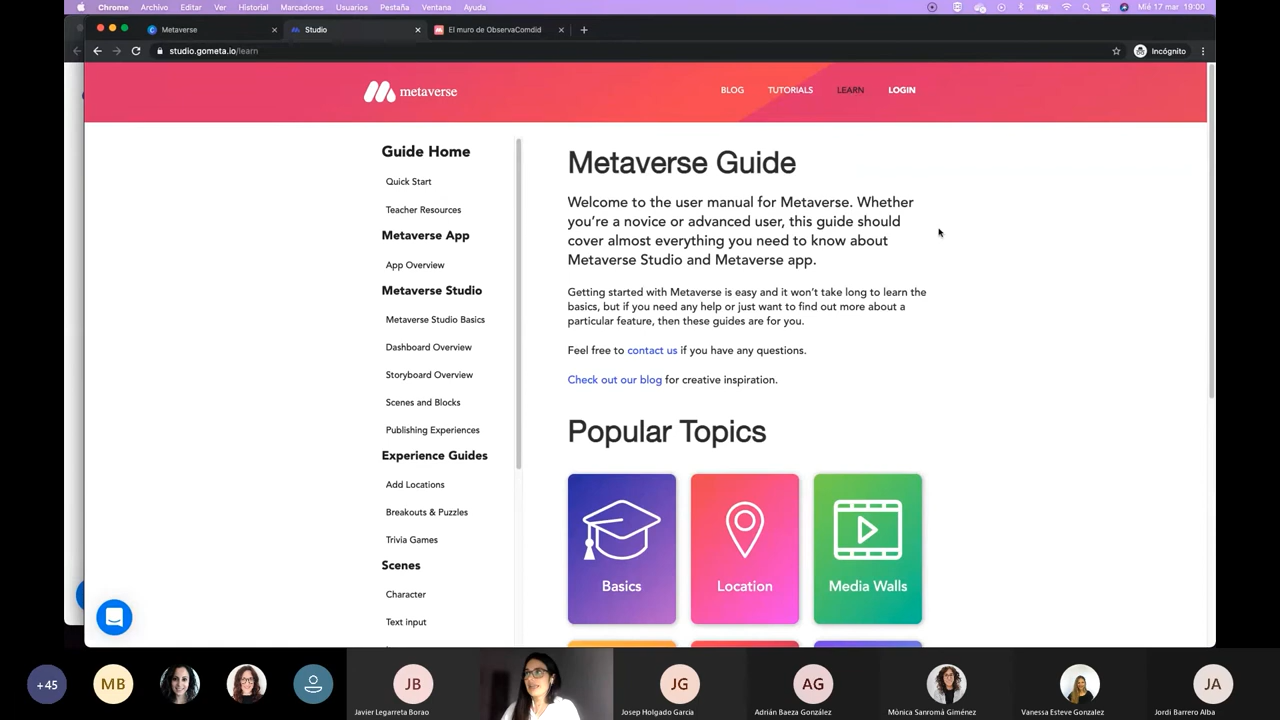 Chrome Archivo Editar Ver Historial Marcadores Usuarios Pestaña Ventana Ayuda
Mié 17 mar 19:00
Metaverse
Studio
El muro de ObservaComdid
studio.gometa.io/learn
Incógnito
metaverse
BLOG
TUTORIALS
LEARN
LOGIN
Guide Home
Quick Start
Teacher Resources
Metaverse App
App Overview
Metaverse Studio
Metaverse Studio Basics
Dashboard Overview
Storyboard Overview
Scenes and Blocks
Publishing Experiences
Experience Guides
Add Locations
Breakouts & Puzzles
Trivia Games
Scenes
Character
Text input
Metaverse Guide
Welcome to the user manual for Metaverse. Whether
you're a novice or advanced user, this guide should
cover almost everything you need to know about
Metaverse Studio and Metaverse app.
Getting started with Metaverse is easy and it won't take long to learn the
basics, but if you need any help or just want to find out more about a
particular feature, then these guides are for you.
Feel free to contact us if you have any questions.
Check out our blog for creative inspiration.
Popular Topics
Basics
Location
Media Walls
+45
MB
JB
Javier Legarreta Borao
JG
Josep Holgado Garcia
AG
Adrián Baeza González
Mònica Sanromá Giménez
Vanessa Esteve Gonzalez
JA
Jordi Barrero Alba